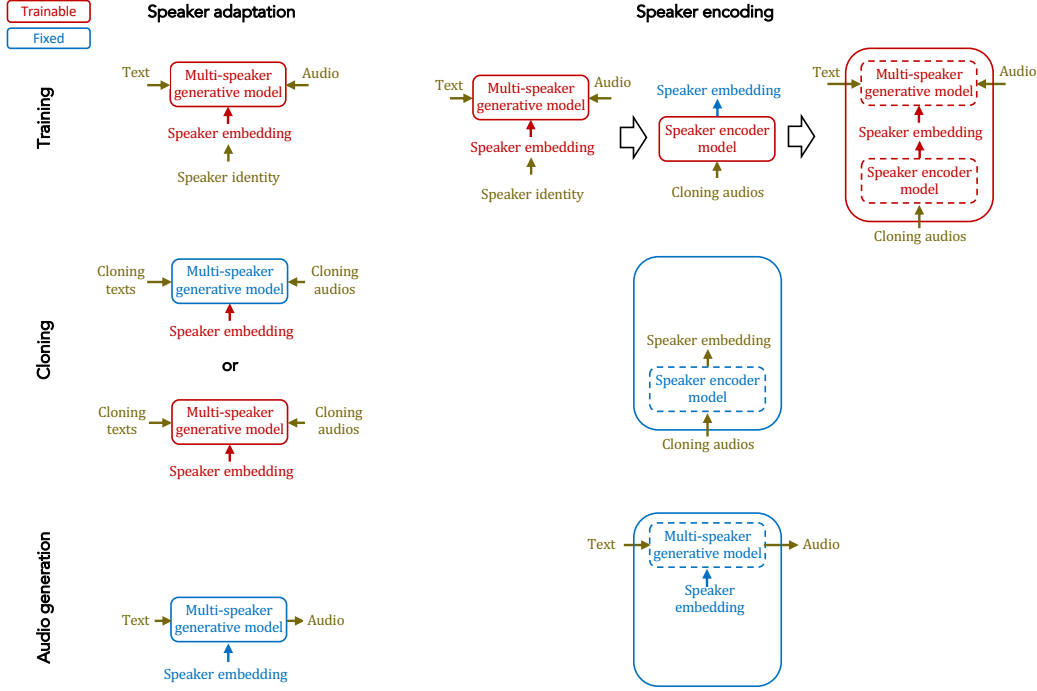 Trainable
Fixed
Speaker adaptation
Speaker encoding
Training
Text
Multi-speaker
generative model
Audio
Speaker embedding
Speaker identity
Text
Multi-speaker
generative model
Audio
Speaker embedding
Speaker identity
Speaker embedding
Speaker encoder
model
Cloning audios
Text
Multi-speaker
generative model
Audio
Speaker embedding
Speaker encoder
model
Cloning audios
Cloning
Cloning
texts
Multi-speaker
generative model
Cloning
audios
Speaker embedding
or
Cloning
texts
Multi-speaker
generative model
Cloning
audios
Speaker embedding
Speaker embedding
Speaker encoder
model
Cloning audios
Audio generation
Text
Multi-speaker
generative model
Audio
Speaker embedding
Text
Multi-speaker
generative model
Audio
Speaker
embedding